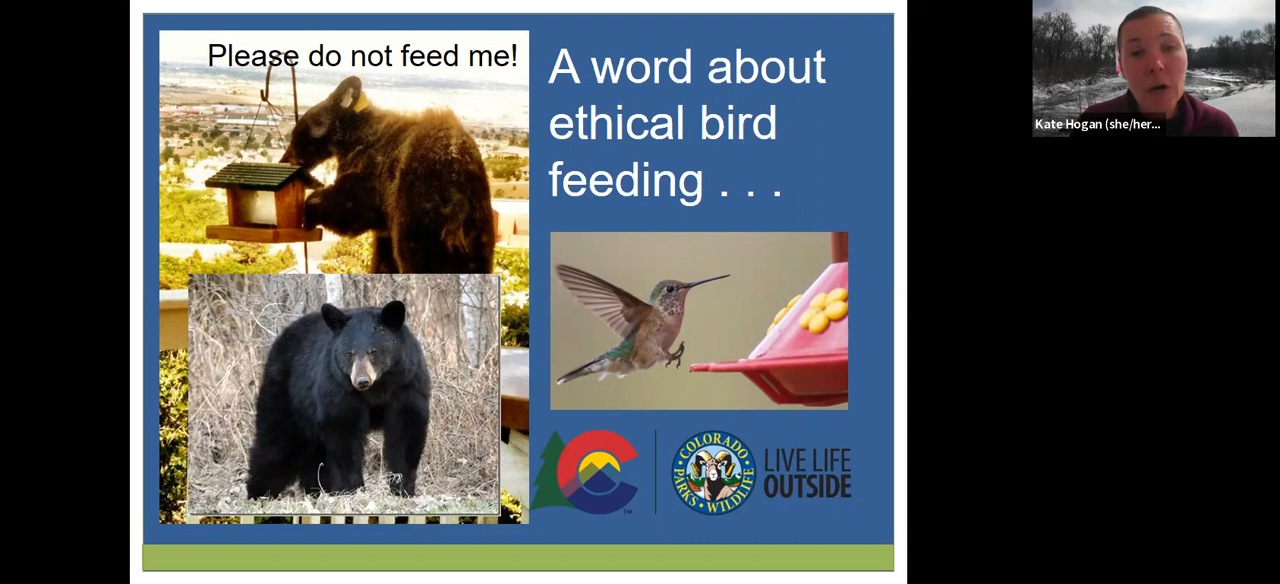 Please do not feed me!
A word about
ethical bird
feeding . . .
COLORADO
PARKS • WILDLIFE
LIVE LIFE
OUTSIDE
TM
Kate Hogan (she/her...